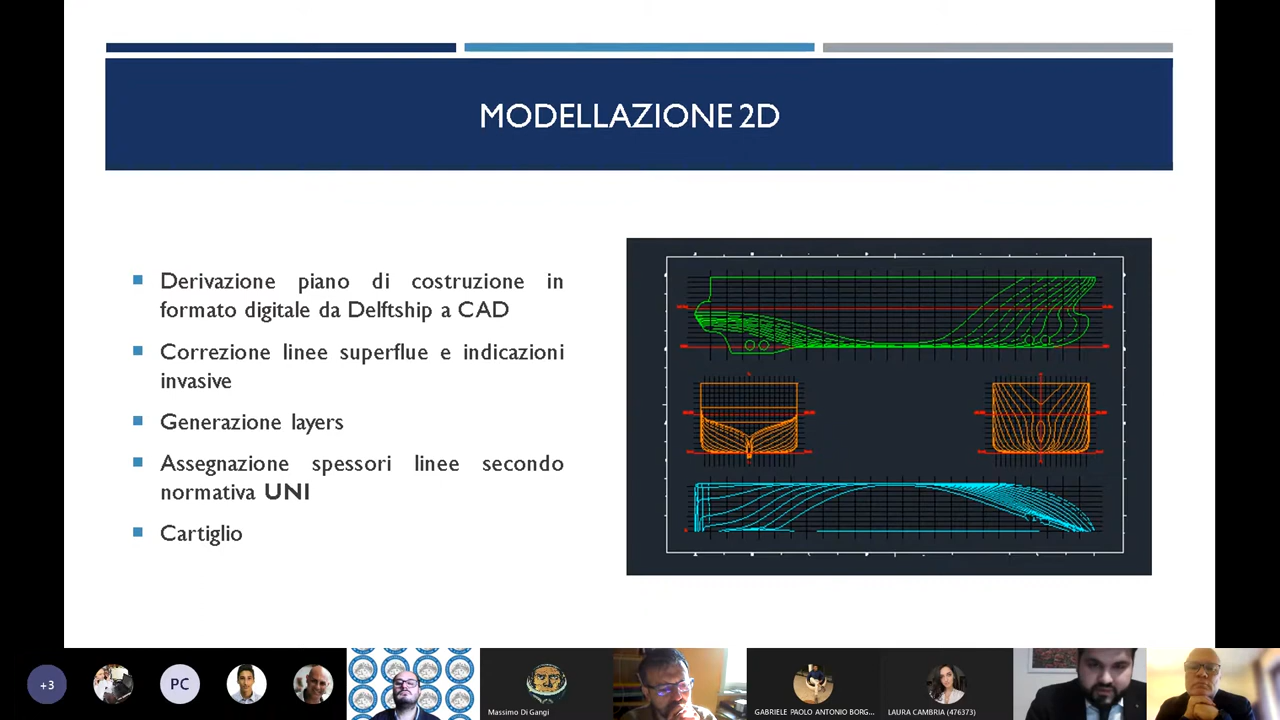 MODELLAZIONE 2D
Derivazione piano di costruzione in
formato digitale da Delftship a CAD
Correzione linee superflue e indicazioni
invasive
Generazione layers
Assegnazione spessori linee secondo
normativa UNI
Cartiglio
+3
PC
Massimo Di Gangi
GABRIELE PAOLO ANTONIO BORG...
LAURA CAMBRIA (476373)